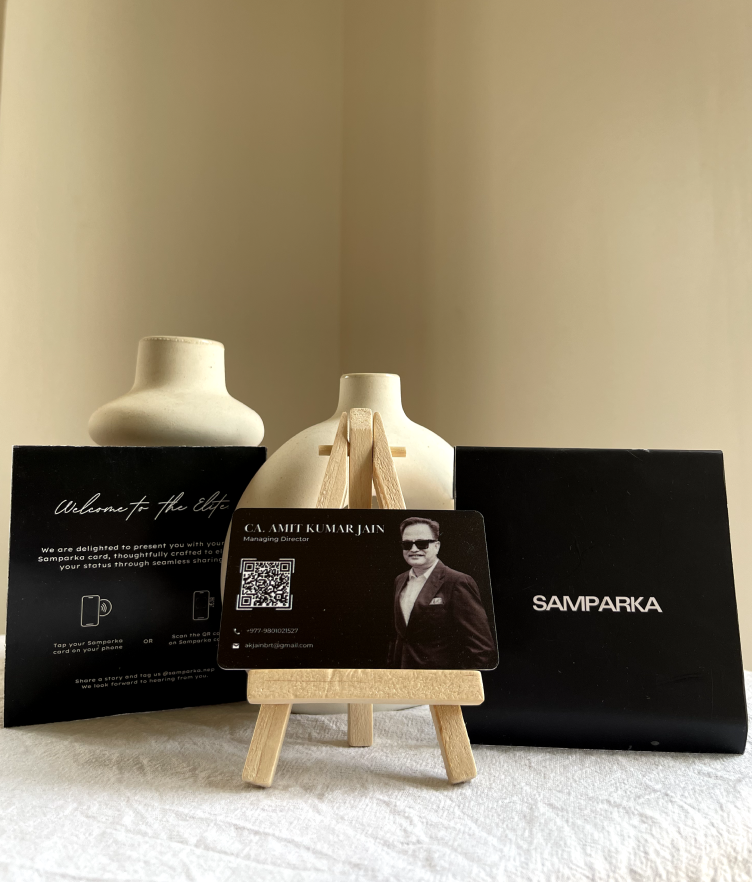 Welcome to the Elite
We are delighted to present you with your
Samparka card, thoughtfully crafted to
your status through seamless sharing
Tap your Samparka
card on your phone
OR
Scan the QR
on Samparka
Share a story and tag us @samparka.nep
We look forward to hearing from you.
CA. AMIT KUMAR JAIN
Managing Director
+977-9801021527
akjainbrt@gmail.com
SAMPARKA